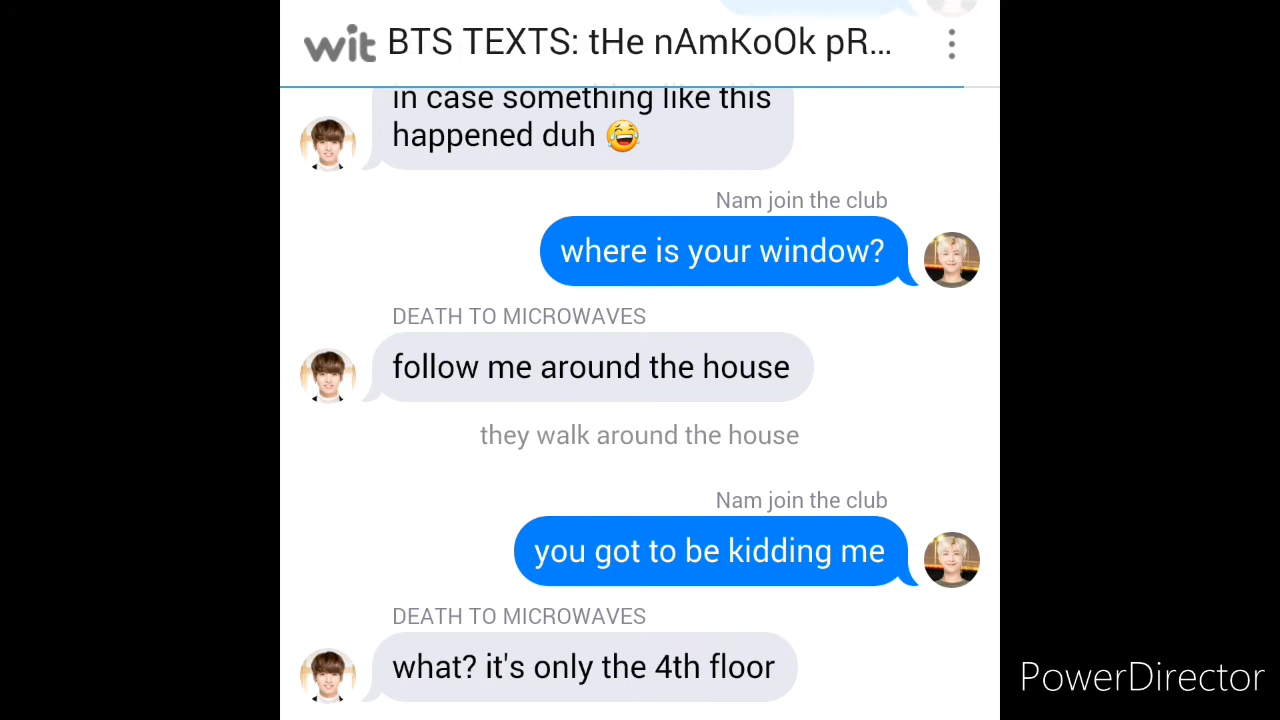 wit BTS TEXTS: tHe nAmKoOk pR...
in case something like this
happened duh 😂
Nam join the club
where is your window?
DEATH TO MICROWAVES
follow me around the house
they walk around the house
Nam join the club
you got to be kidding me
DEATH TO MICROWAVES
what? it's only the 4th floor
PowerDirector